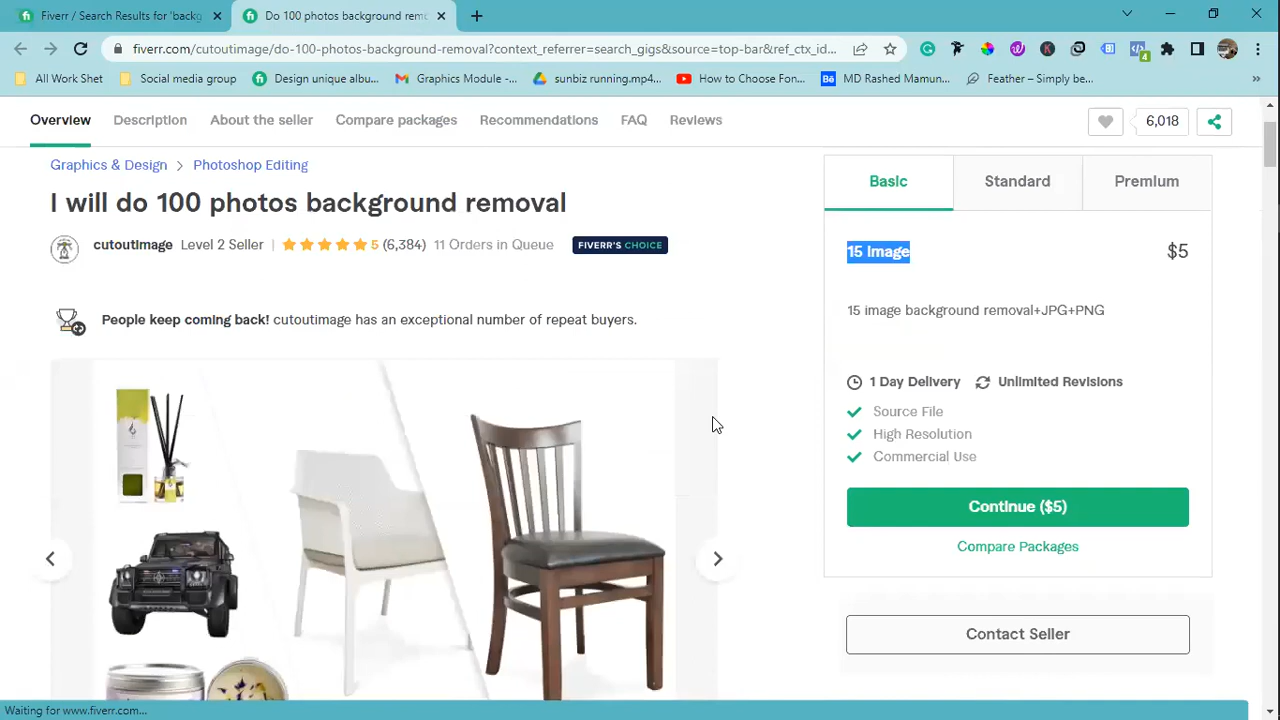 Fiverr / Search Results for 'backg
Do 100 photos background rem
fiverr.com/cutoutimage/do-100-photos-background-removal?context_referrer=search_gigs&source=top-bar&ref_ctx_id...
4
All Work Shet
Social media group
Design unique albu...
Graphics Module -...
sunbiz running.mp4...
How to Choose Fon...
MD Rashed Mamun...
Feather – Simply be...
Overview
Description
About the seller
Compare packages
Recommendations
FAQ
Reviews
6,018
Graphics & Design > Photoshop Editing
I will do 100 photos background removal
cutoutimage Level 2 Seller | 5 (6,384) 11 Orders in Queue FIVERR'S CHOICE
People keep coming back! cutoutimage has an exceptional number of repeat buyers.
Basic
Standard
Premium
15 image $5
15 image background removal+JPG+PNG
1 Day Delivery Unlimited Revisions
Source File
High Resolution
Commercial Use
Continue ($5)
Compare Packages
Contact Seller
Waiting for www.fiverr.com...